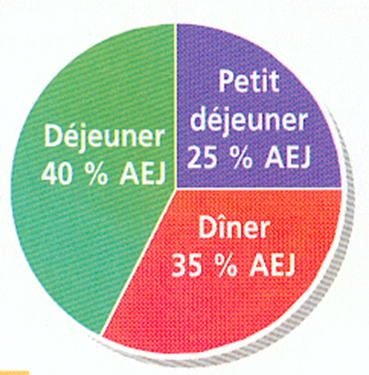 Petit
déjeuner
25 % AEJ
Déjeuner
40 % AEJ
Dîner
35 % AEJ